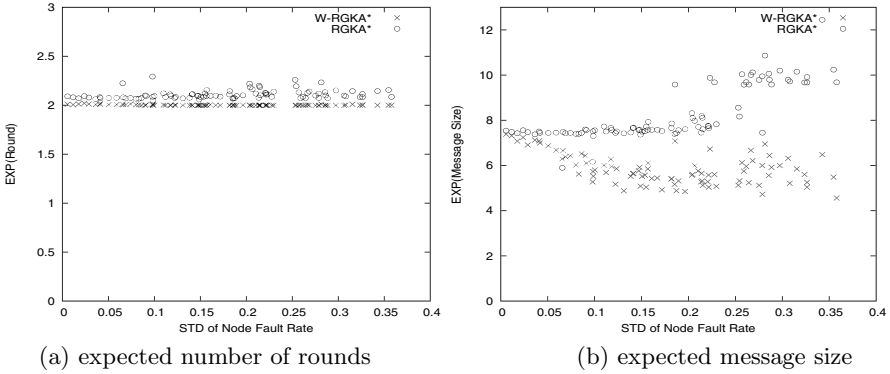 3
2.5
2
1.5
1
0.5
0
EXP(Round)
W-RGKA*
RGKA*
0 0.05 0.1 0.15 0.2 0.25 0.3 0.35 0.4
STD of Node Fault Rate
(a) expected number of rounds
12
10
8
6
4
2
0
EXP(Message Size)
W-RGKA*
RGKA*
0 0.05 0.1 0.15 0.2 0.25 0.3 0.35 0.4
STD of Node Fault Rate
(b) expected message size